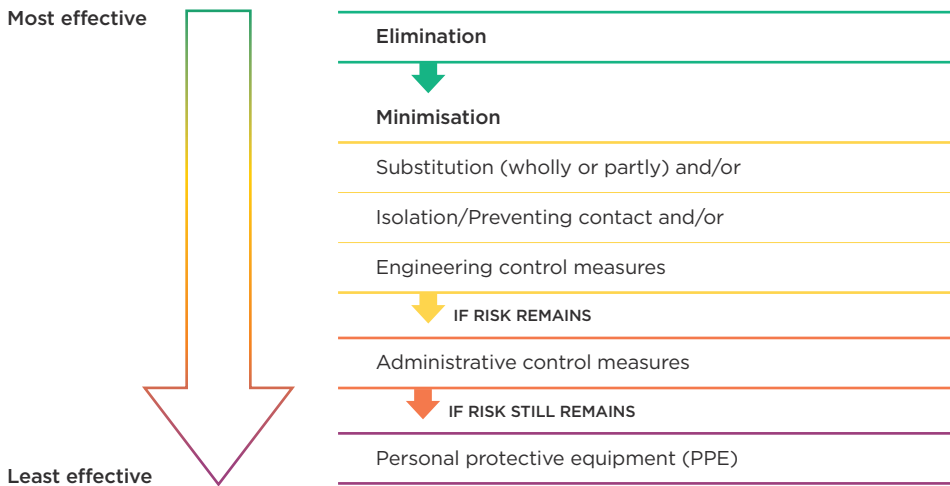 Most effective
Elimination
Minimisation
Substitution (wholly or partly) and/or
Isolation/Preventing contact and/or
Engineering control measures
IF RISK REMAINS
Administrative control measures
IF RISK STILL REMAINS
Personal protective equipment (PPE)
Least effective